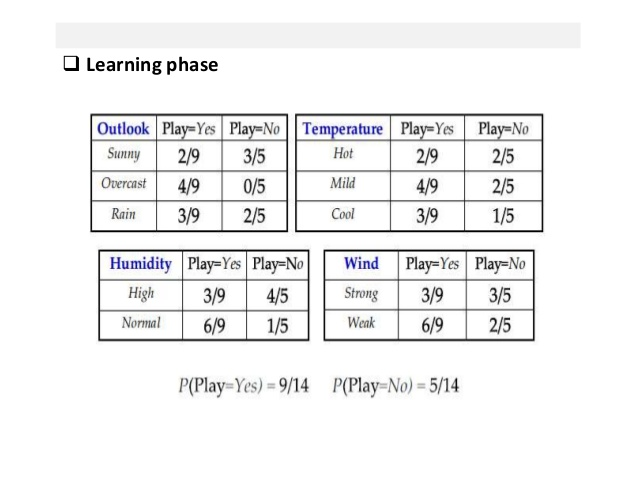 ❑ Learning phase
Outlook Play=Yes Play=No
Sunny 2/9 3/5
Overcast 4/9 0/5
Rain 3/9 2/5
Temperature Play=Yes Play=No
Hot 2/9 2/5
Mild 4/9 2/5
Cool 3/9 1/5
Humidity Play=Yes Play=No
High 3/9 4/5
Normal 6/9 1/5
Wind Play=Yes Play=No
Strong 3/9 3/5
Weak 6/9 2/5
P(Play=Yes) = 9/14 P(Play=No) = 5/14